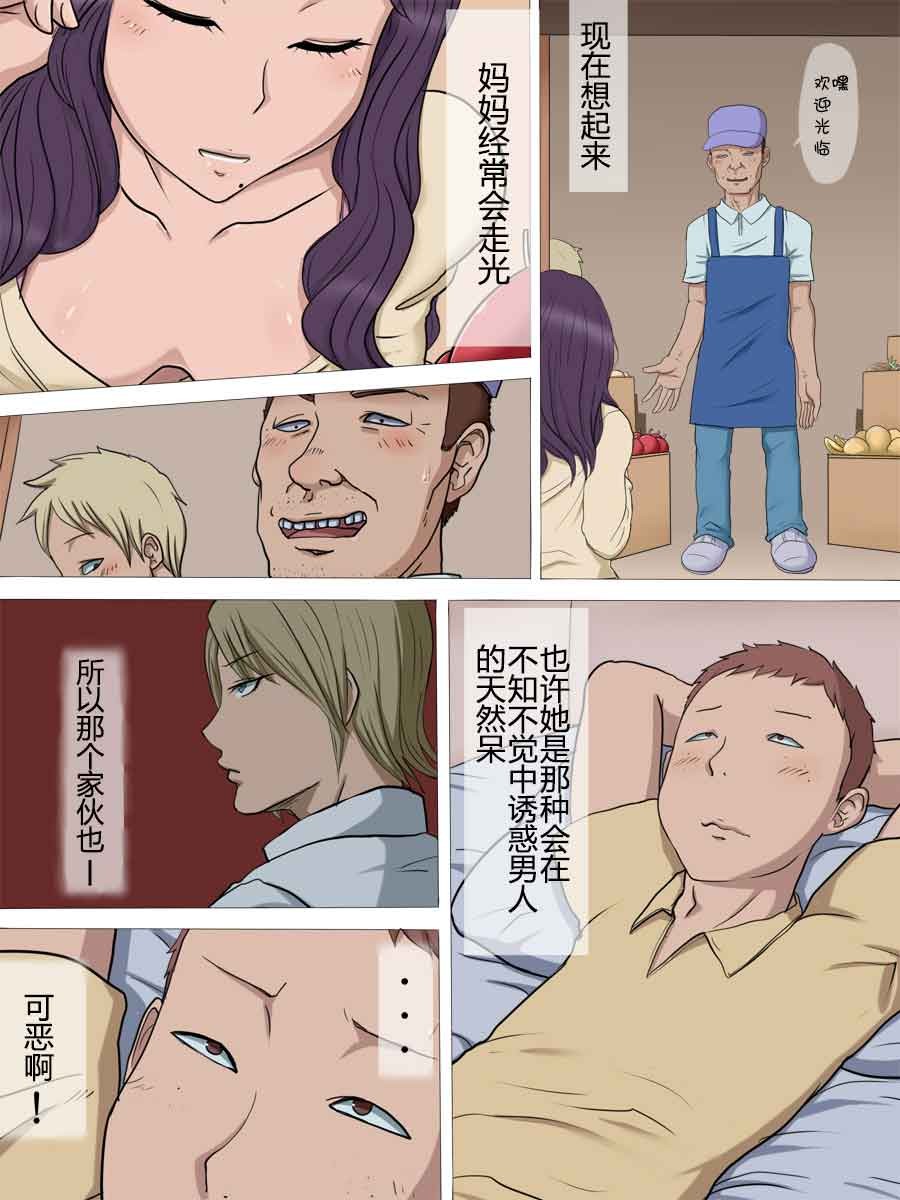 现在想起来
嘿
欢迎光临
妈妈经常会走光
也许她是那种会在
不知不觉中诱惑男人
的天然呆
所以那个家伙也ー
・・・
可恶啊！